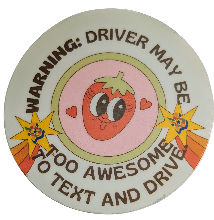 WARNING: DRIVER MAY BE
TOO AWESOME
TO TEXT AND DRIVE